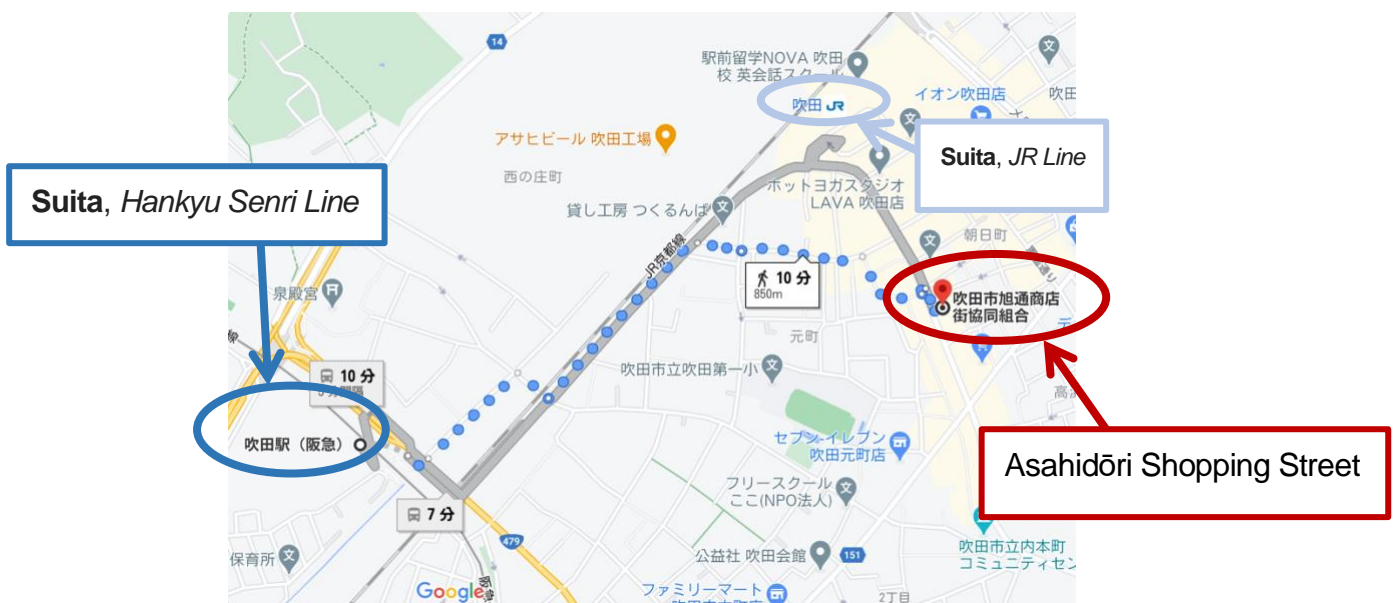 14
駅前留学NOVA 吹田
校 英会話スクール
吹田 JR
イオン吹田店
吹田
アサヒビール 吹田工場
Suita, JR Line
西の庄町
ホットヨガスタジオ
LAVA 吹田店
Suita, Hankyu Senri Line
貸し工房 つくるんぱ
朝日町
JR京都線
10 分
850m
泉殿宮
吹田市旭通商店
街協同組合
元町
吹田市立吹田第一小
10 分
吹田駅（阪急）
セブン-イレブン
吹田元町店
Asahidōri Shopping Street
フリースクール
ここ(NPO法人)
7 分
479
公益社 吹田会館
151
吹田市立内本町
コミュニティセン
保育所
Google
ファミリーマート
2丁目